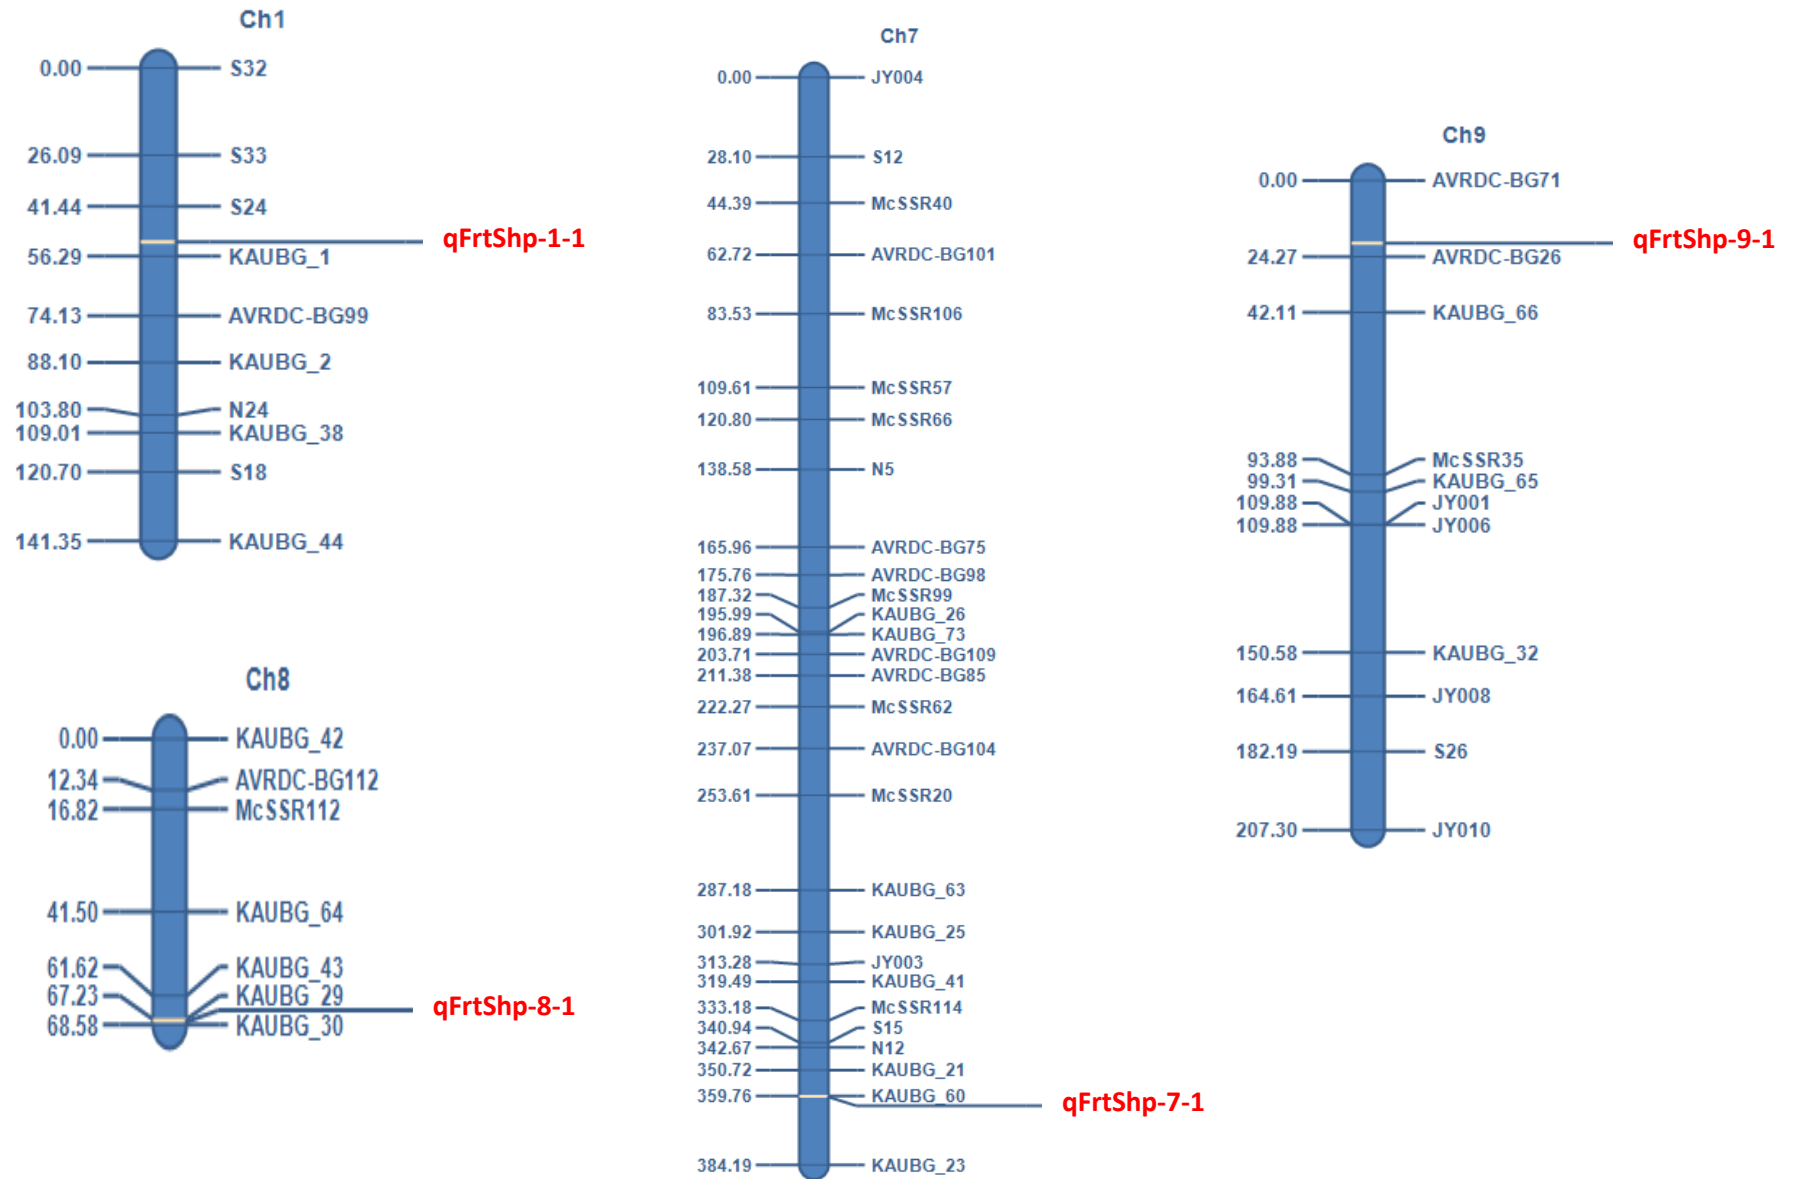 Ch1
0.00 S32
26.09 S33
41.44 S24
qFrtShp-1-1
56.29 KAUBG_1
74.13 AVRDC-BG99
88.10 KAUBG_2
103.80 N24
109.01 KAUBG_38
120.70 S18
141.35 KAUBG_44
Ch8
0.00 KAUBG_42
12.34 AVRDC-BG112
16.82 McSSR112
41.50 KAUBG_64
61.62 KAUBG_43
67.23 KAUBG_29
qFrtShp-8-1
68.58 KAUBG_30
Ch7
0.00 JY004
28.10 S12
44.39 McSSR40
62.72 AVRDC-BG101
83.53 McSSR106
109.61 McSSR57
120.80 McSSR66
138.58 N5
165.96 AVRDC-BG75
175.76 AVRDC-BG98
187.32 McSSR99
195.99 KAUBG_26
196.89 KAUBG_73
203.71 AVRDC-BG109
211.38 AVRDC-BG85
222.27 McSSR62
237.07 AVRDC-BG104
253.61 McSSR20
287.18 KAUBG_63
301.92 KAUBG_25
313.28 JY003
319.49 KAUBG_41
333.18 McSSR114
340.94 S15
342.67 N12
350.72 KAUBG_21
359.76 KAUBG_60
qFrtShp-7-1
384.19 KAUBG_23
Ch9
0.00 AVRDC-BG71
qFrtShp-9-1
24.27 AVRDC-BG26
42.11 KAUBG_66
93.88 McSSR35
99.31 KAUBG_65
109.88 JY001
109.88 JY006
150.58 KAUBG_32
164.61 JY008
182.19 S26
207.30 JY010